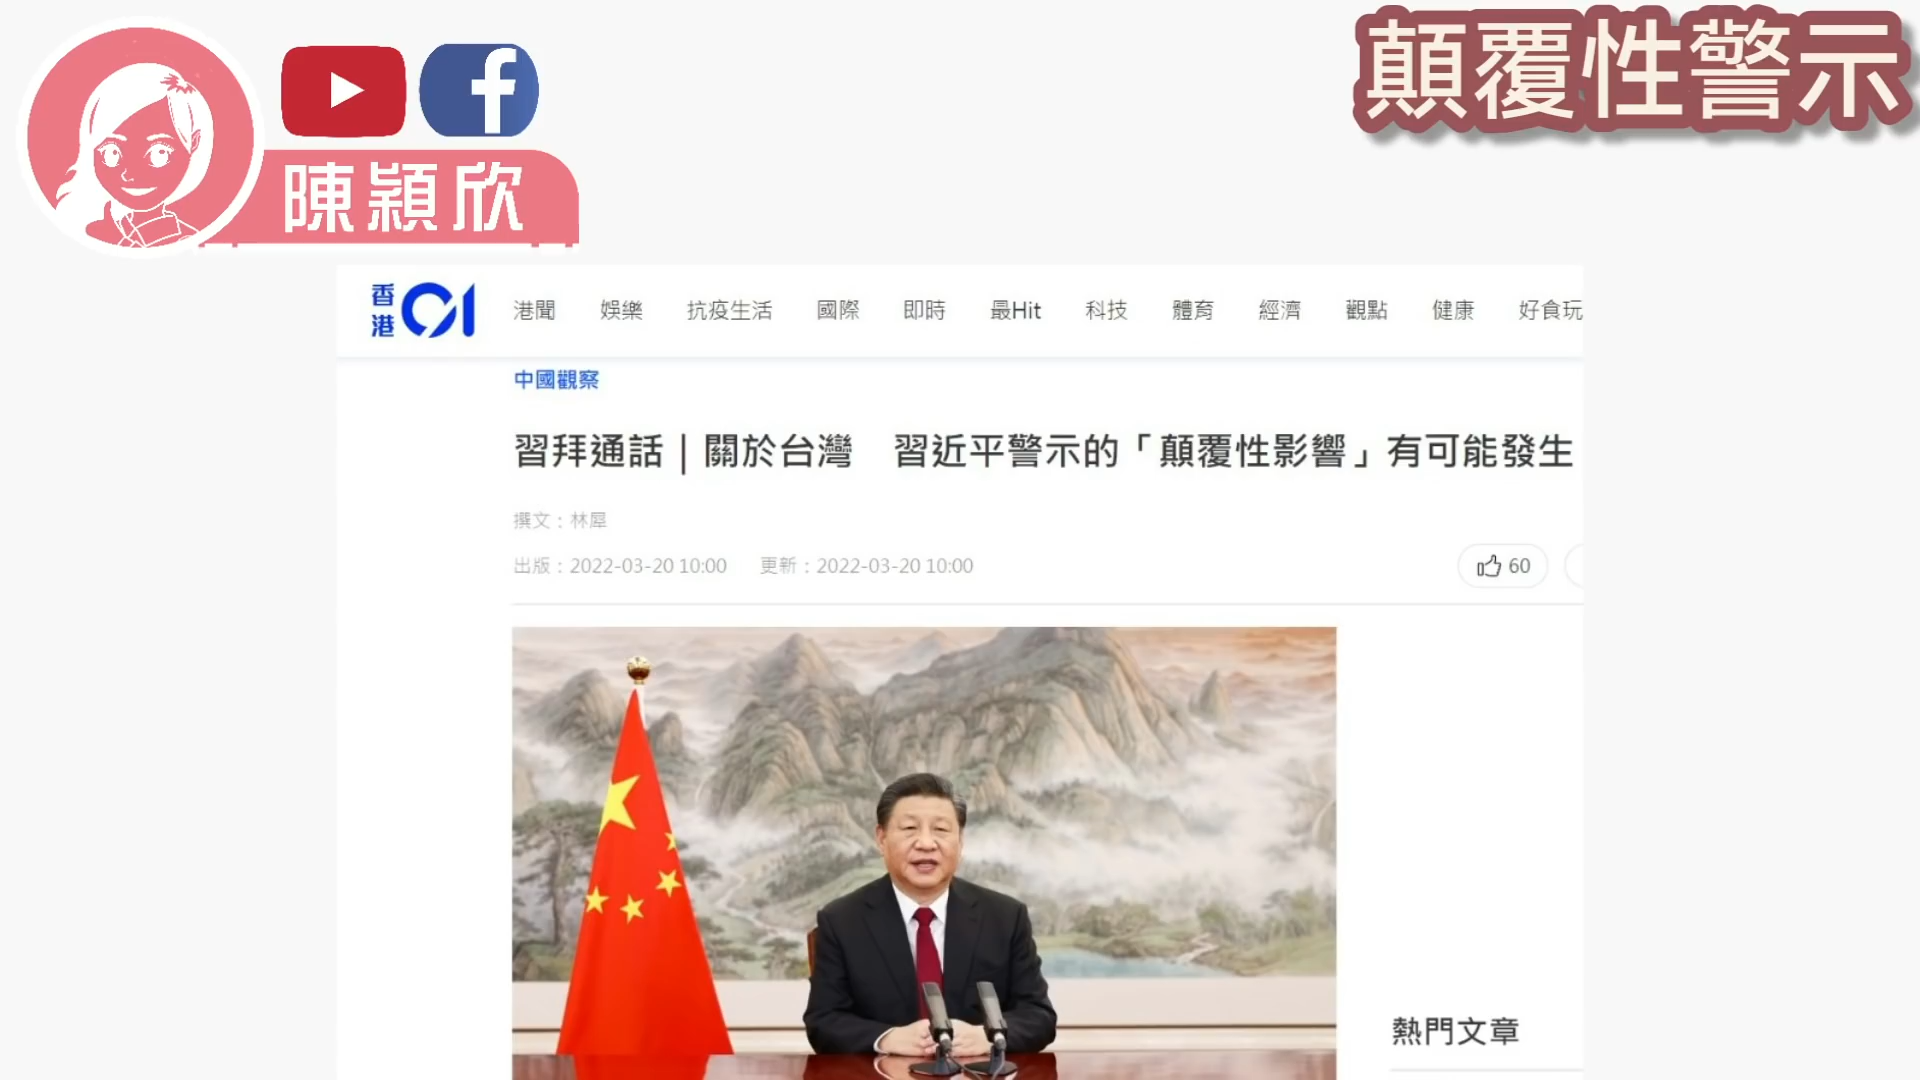 顛覆性警示
陳穎欣
香港01
港聞 娛樂 抗疫生活 國際 即時 最Hit 科技 體育 經濟 觀點 健康 好食玩
中國觀察
習拜通話｜關於台灣　習近平警示的「顛覆性影響」有可能發生
撰文：林犀
出版：2022-03-20 10:00 更新：2022-03-20 10:00
60
熱門文章